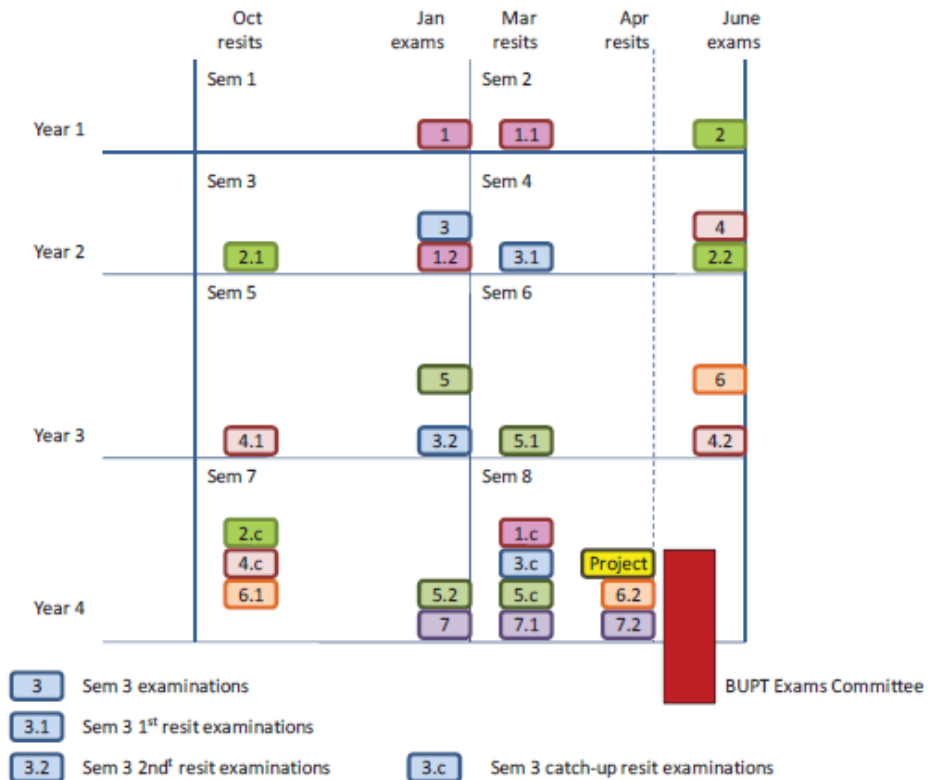 Oct resits
Jan exams
Mar resits
Apr resits
June exams
Sem 1
Sem 2
Year 1
1
1.1
2
Sem 3
Sem 4
3
4
Year 2
2.1
1.2
3.1
2.2
Sem 5
Sem 6
5
6
Year 3
4.1
3.2
5.1
4.2
Sem 7
Sem 8
2.c
1.c
4.c
3.c
Project
Year 4
6.1
5.2
5.c
6.2
7
7.1
7.2
3 Sem 3 examinations
BUPT Exams Committee
3.1 Sem 3 1st resit examinations
3.2 Sem 3 2ndt resit examinations
3.c Sem 3 catch-up resit examinations